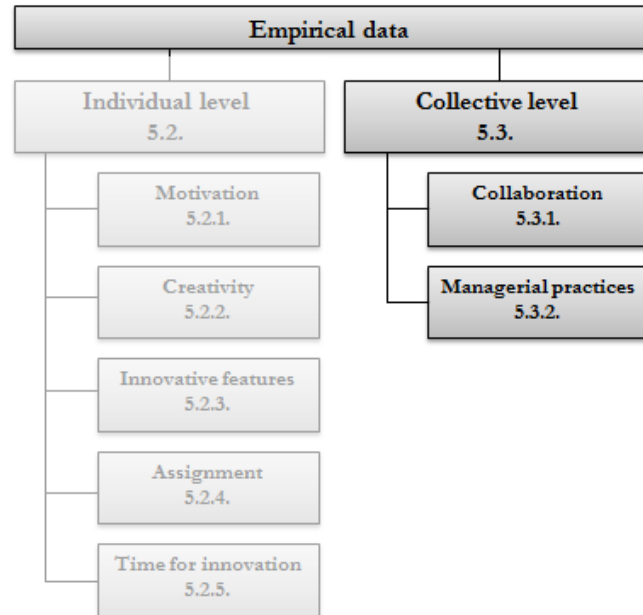 Empirical data
Individual level
5.2.
Motivation
5.2.1.
Creativity
5.2.2.
Innovative features
5.2.3.
Assignment
5.2.4.
Time for innovation
5.2.5.
Collective level
5.3.
Collaboration
5.3.1.
Managerial practices
5.3.2.